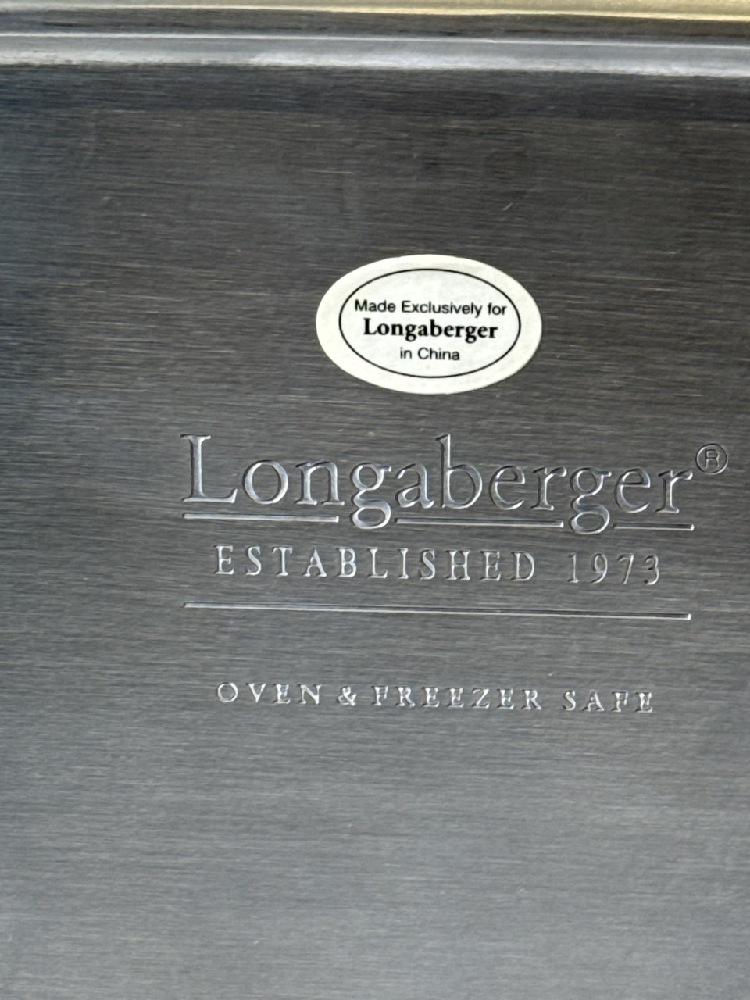 Made Exclusively for
Longaberger
in China
Longaberger®
ESTABLISHED 1973
OVEN & FREEZER SAFE